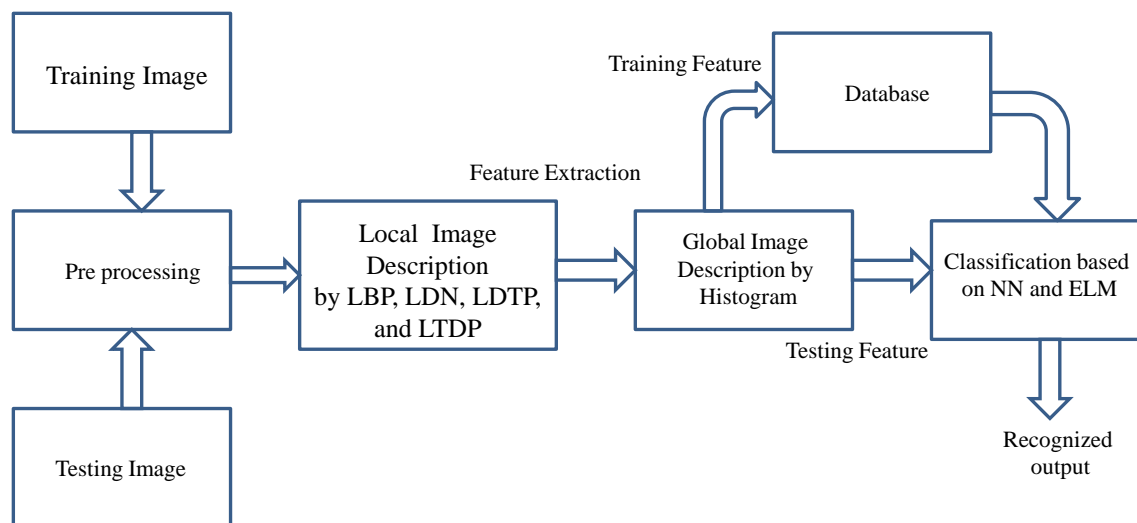 Training Image
Training Feature
Database
Feature Extraction
Pre processing
Local Image
Description
by LBP, LDN, LDTP,
and LTDP
Global Image
Description by
Histogram
Classification based
on NN and ELM
Testing Feature
Testing Image
Recognized
output